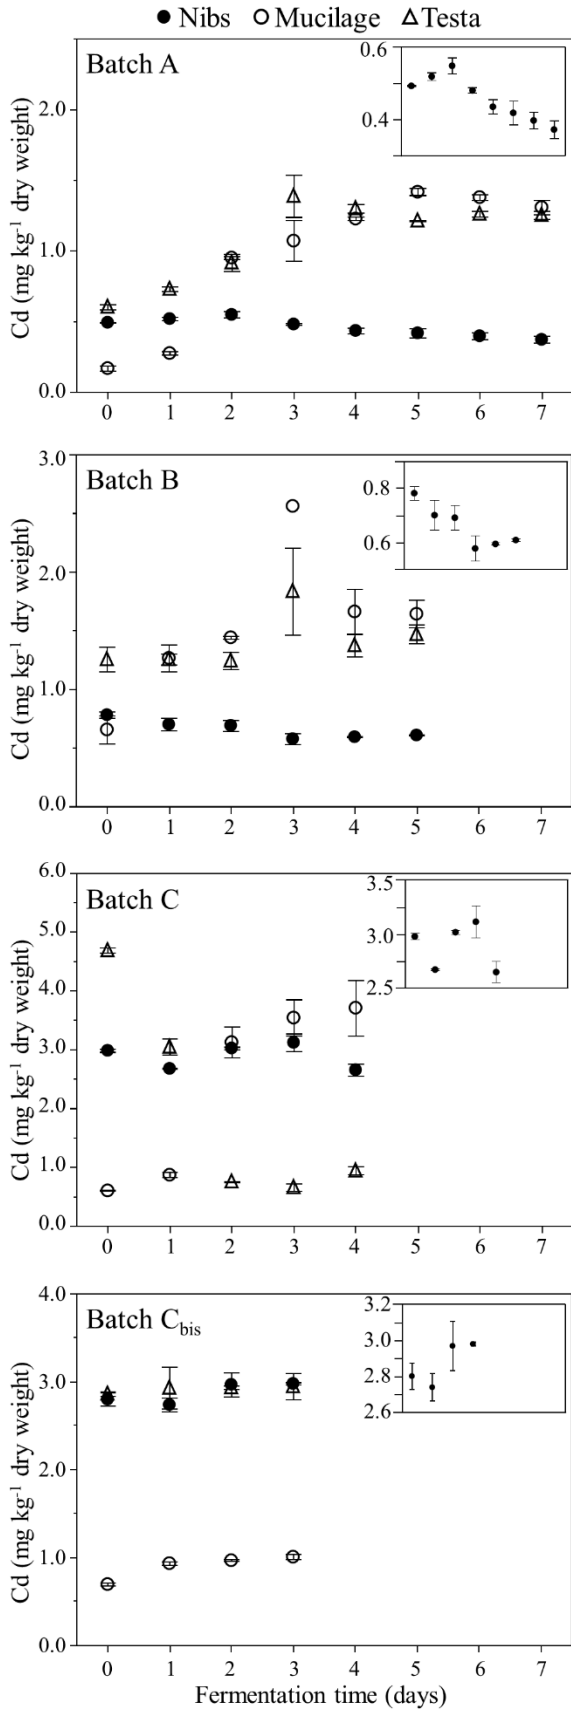 Nibs Mucilage Testa
Batch A
2.0
1.0
0.0
0.6
0.4
Cd (mg kg⁻¹ dry weight)
0 1 2 3 4 5 6 7
Batch B
3.0
2.0
1.0
0.0
0.8
0.6
Cd (mg kg⁻¹ dry weight)
0 1 2 3 4 5 6 7
Batch C
6.0
5.0
4.0
3.0
2.0
1.0
0.0
3.5
3.0
2.5
Cd (mg kg⁻¹ dry weight)
0 1 2 3 4 5 6 7
Batch C_bis
4.0
3.0
2.0
1.0
0.0
3.2
3.0
2.8
2.6
Cd (mg kg⁻¹ dry weight)
0 1 2 3 4 5 6 7
Fermentation time (days)